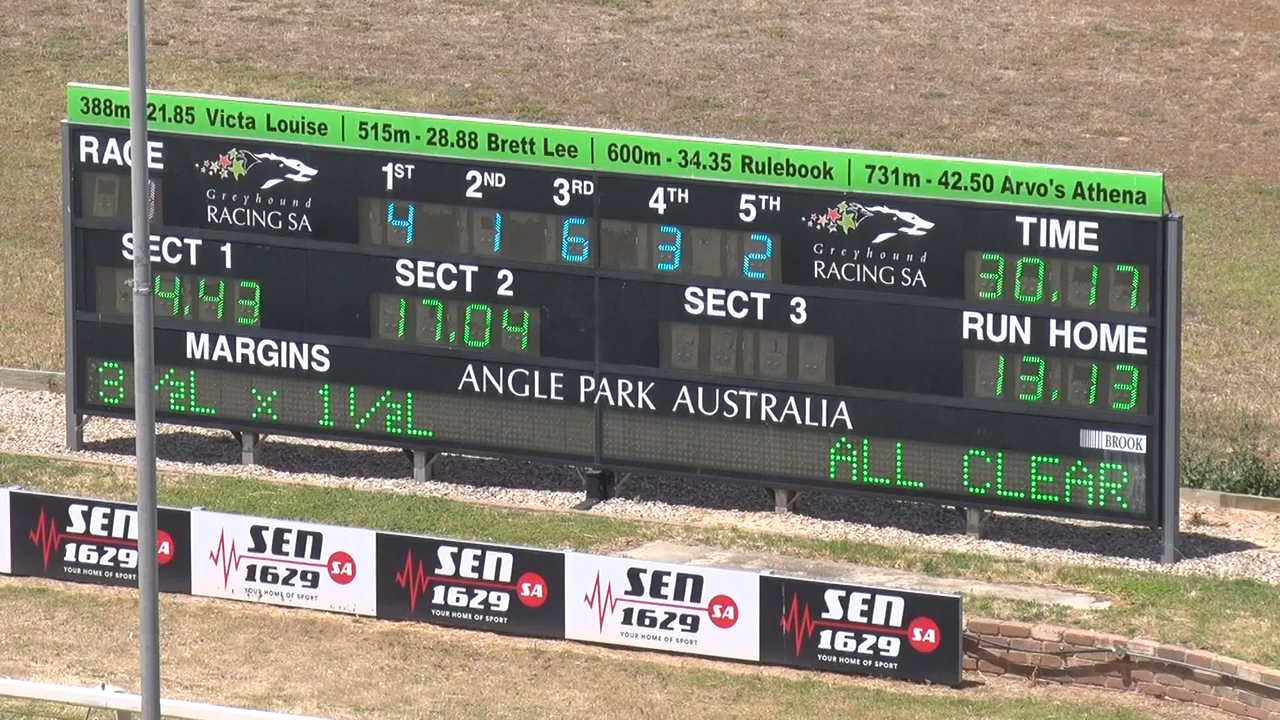 388m 21.85 Victa Louise | 515m - 28.88 Brett Lee | 600m - 34.35 Rulebook | 731m - 42.50 Arvo's Athena
RACE
Greyhound
RACING SA
1ST 2ND 3RD 4TH 5TH
4 1 6 3 2
Greyhound
RACING SA
TIME
30.17
SECT 1
4.43
SECT 2
17.04
SECT 3
RUN HOME
13.13
MARGINS
ANGLE PARK AUSTRALIA
3 L x 1 1/2L
BROOK
ALL CLEAR
SEN
1629 SA
YOUR HOME OF SPORT
SEN
1629 SA
YOUR HOME OF SPORT
SEN
1629 SA
YOUR HOME OF SPORT
SEN
1629 SA
YOUR HOME OF SPORT
SEN
1629 SA
YOUR HOME OF SPORT